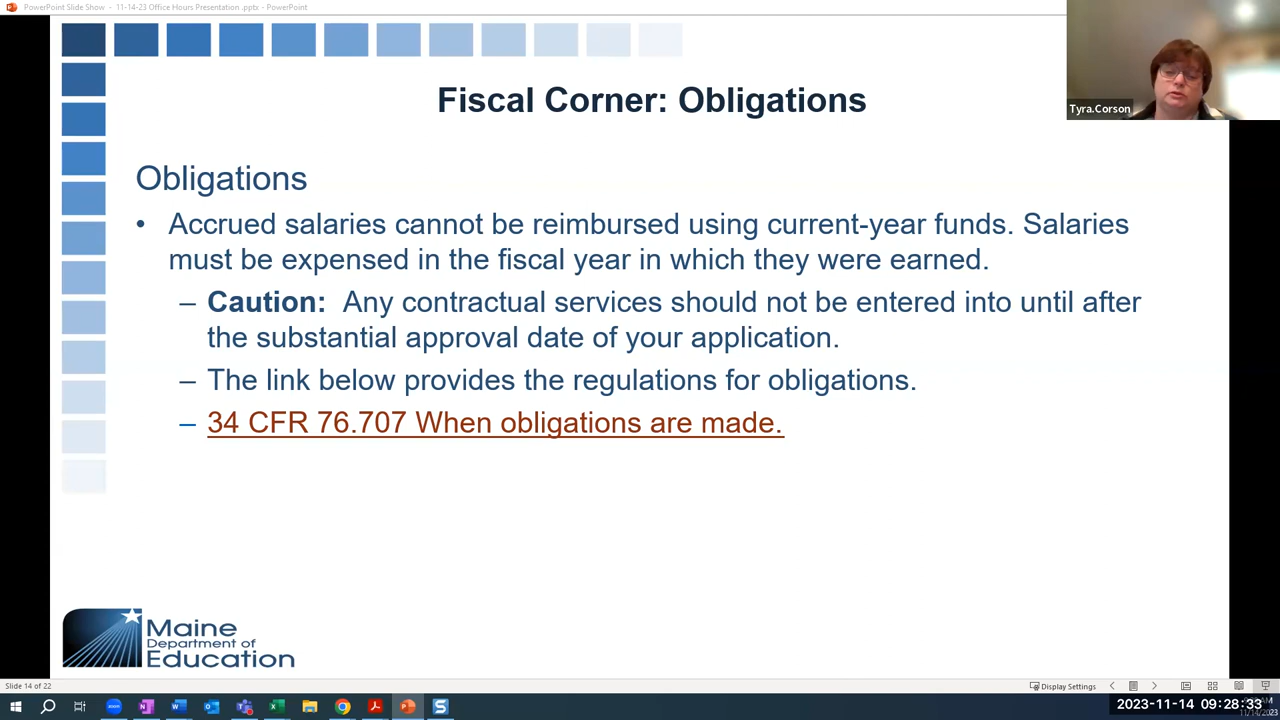 PowerPoint Slide Show - 11-14-23 Office Hours Presentation .pptx - PowerPoint
Tyra.Corson
Fiscal Corner: Obligations
Obligations
• Accrued salaries cannot be reimbursed using current-year funds. Salaries
must be expensed in the fiscal year in which they were earned.
– Caution: Any contractual services should not be entered into until after
the substantial approval date of your application.
– The link below provides the regulations for obligations.
– 34 CFR 76.707 When obligations are made.
Maine
Department of
Education
Slide 14 of 22
Display Settings
2023-11-14 09:28:33